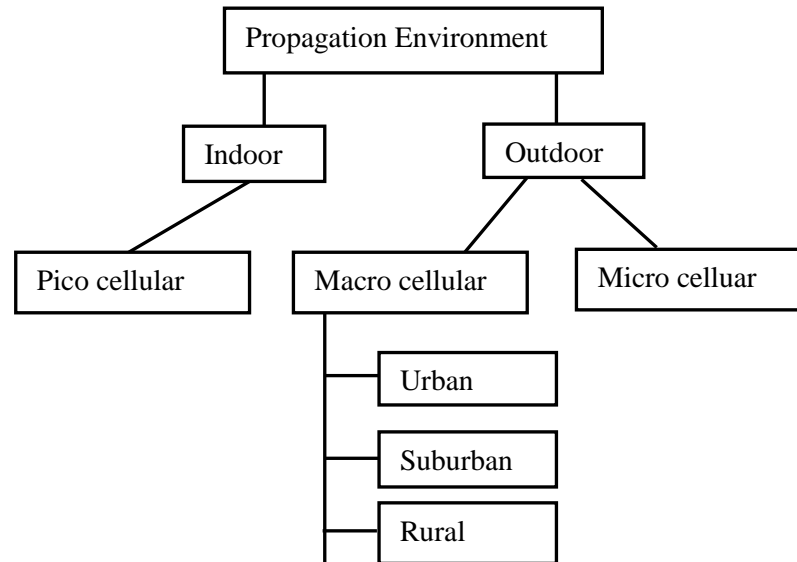 Propagation Environment
Indoor
Outdoor
Pico cellular
Macro cellular
Micro celluar
Urban
Suburban
Rural